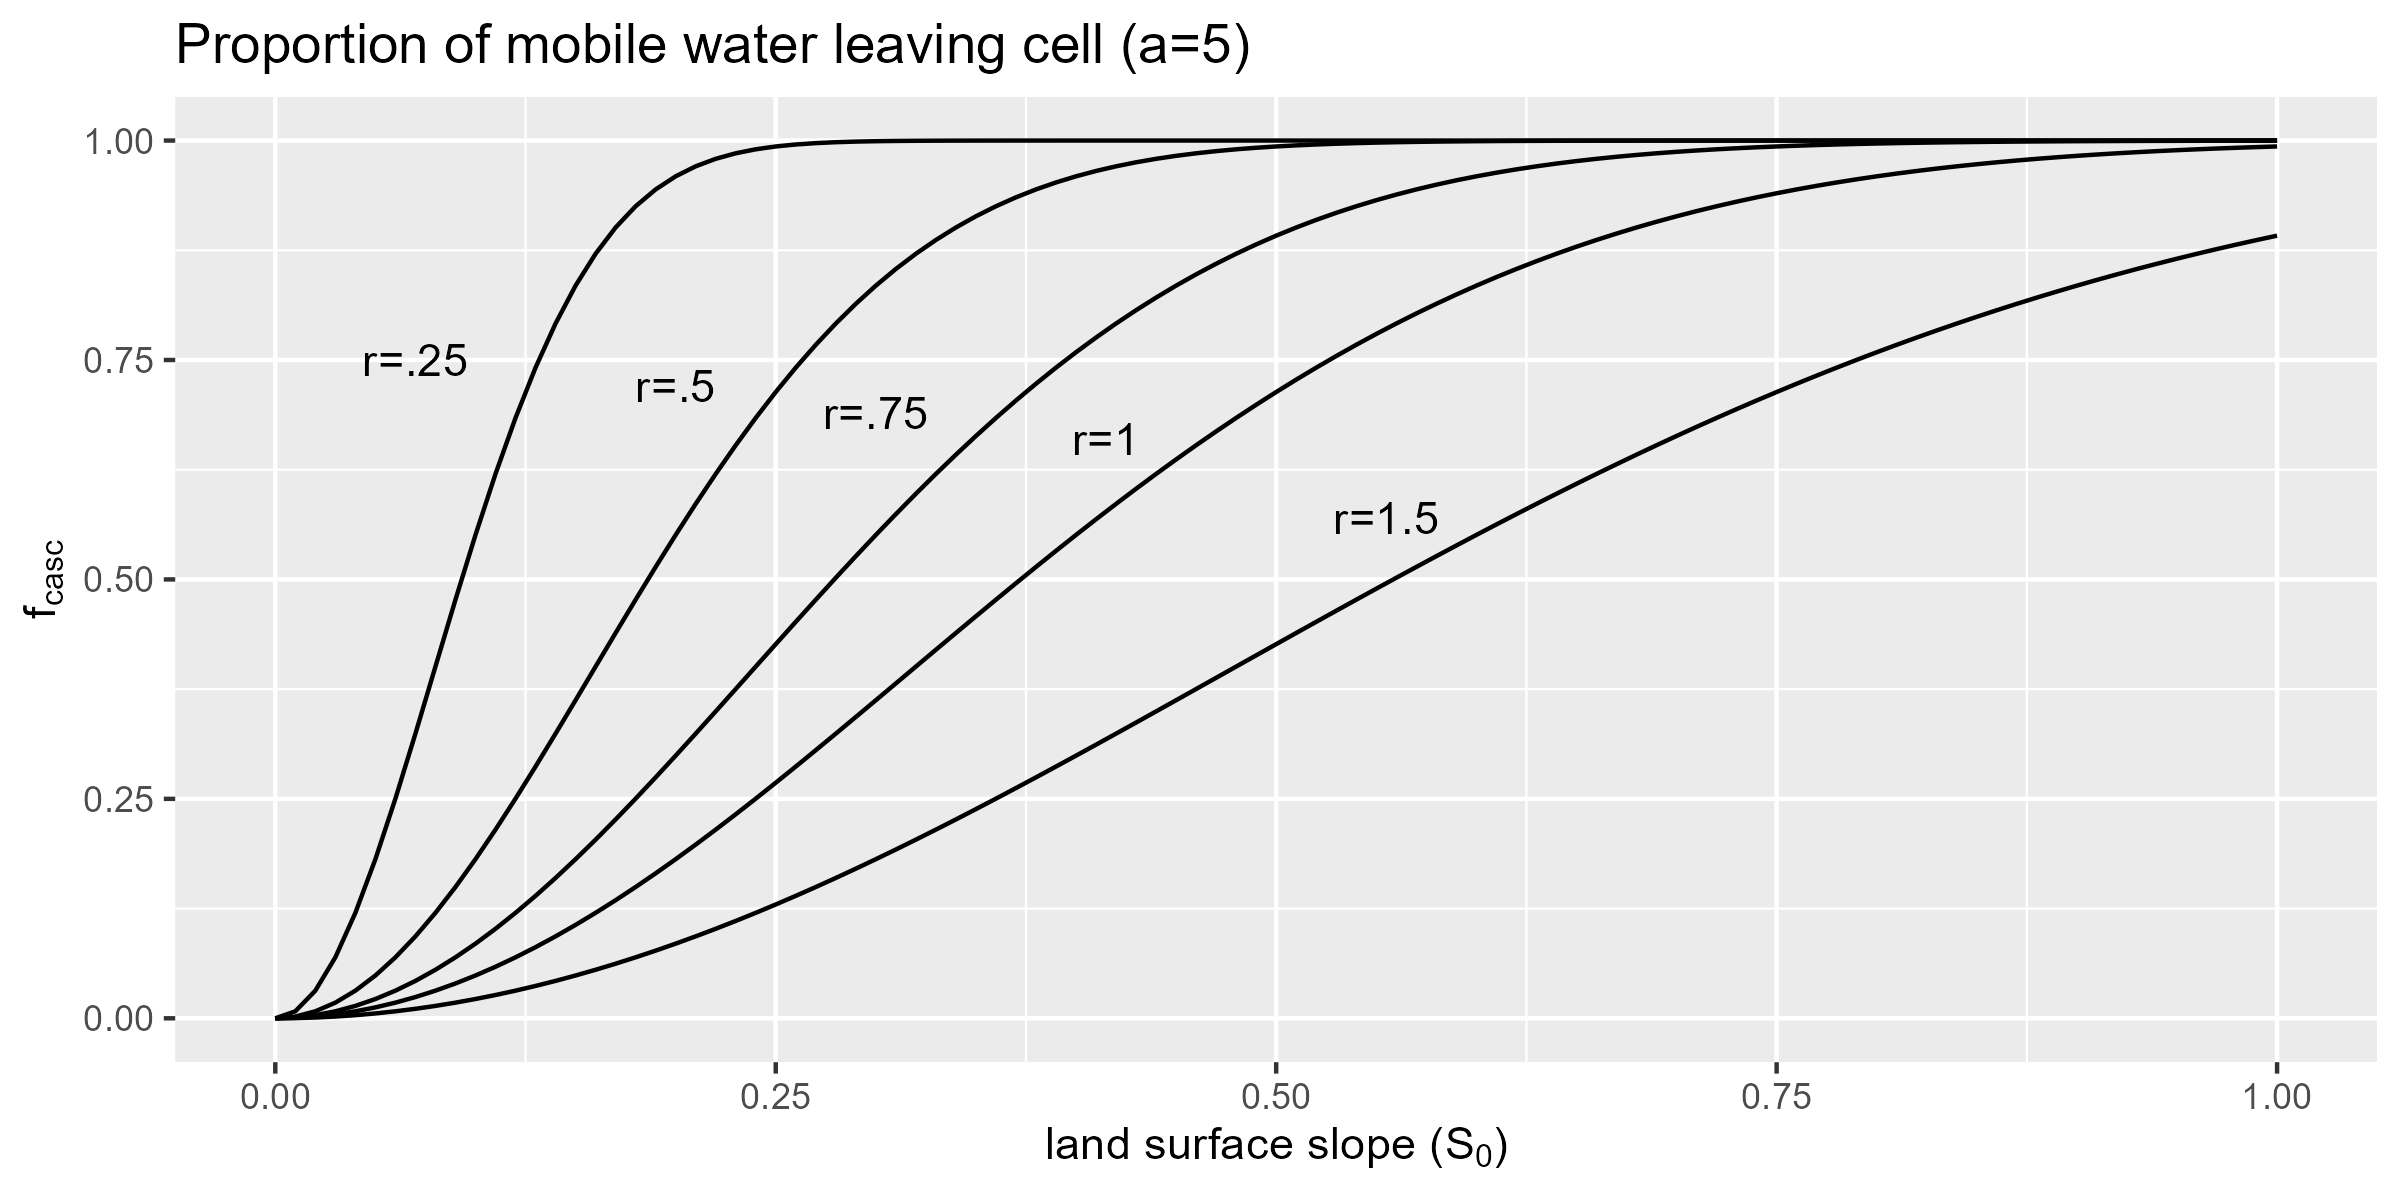 Proportion of mobile water leaving cell (a=5)
1.00
0.75
0.50
0.25
0.00
f_casc
r=.25
r=.5
r=.75
r=1
r=1.5
0.00 0.25 0.50 0.75 1.00
land surface slope (S₀)